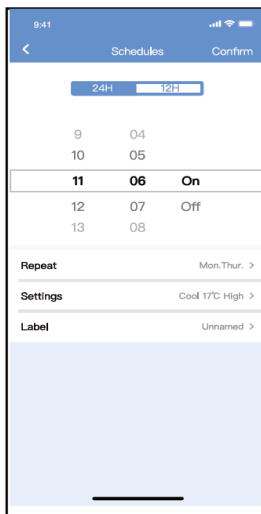 9:41
Schedules Confirm
24H 12H
9 04
10 05
11 06 On
12 07 Off
13 08
Repeat Mon.Thur. >
Settings Cool 17℃ High >
Label Unnamed >